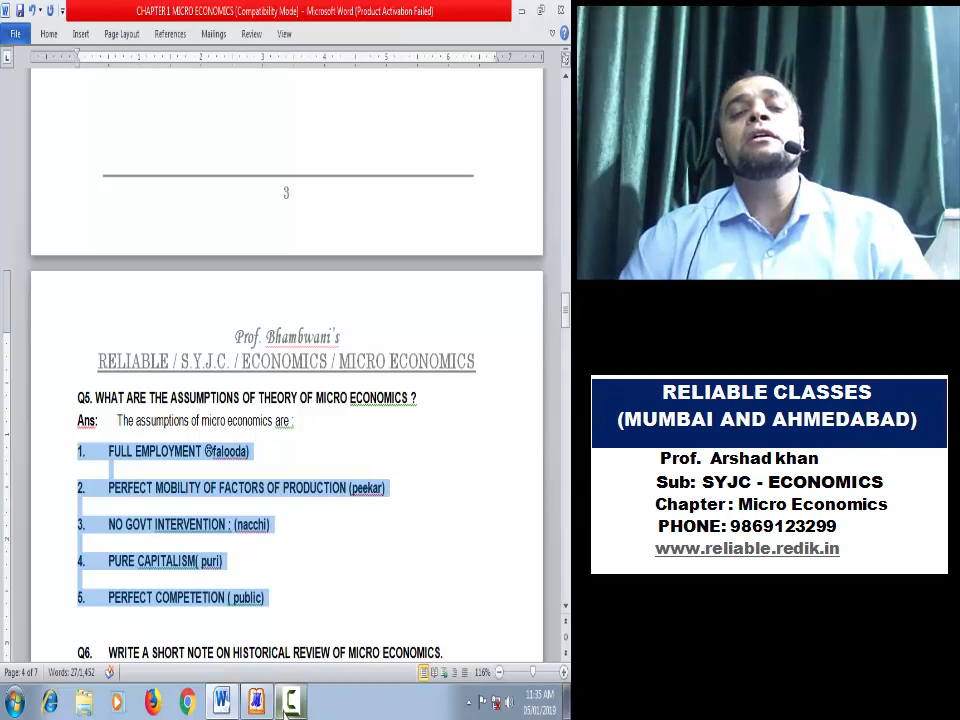 CHAPTER1 MICRO ECONOMICS [Compatibility Mode] - Microsoft Word (Product Activation Failed)
File Home Insert Page Layout References Mailings Review View
3
Prof. Bhambwani's
RELIABLE / S.Y.J.C. / ECONOMICS / MICRO ECONOMICS
Q5. WHAT ARE THE ASSUMPTIONS OF THEORY OF MICRO ECONOMICS ?
Ans: The assumptions of micro economics are :
1. FULL EMPLOYMENT (falooda)
2. PERFECT MOBILITY OF FACTORS OF PRODUCTION (peekar)
3. NO GOVT INTERVENTION : (nacchi)
4. PURE CAPITALISM( puri)
5. PERFECT COMPETETION ( public)
Q6. WRITE A SHORT NOTE ON HISTORICAL REVIEW OF MICRO ECONOMICS.
Page: 4 of 7 Words: 27/1,452 116%
11:35 AM
05/01/2019
RELIABLE CLASSES
(MUMBAI AND AHMEDABAD)
Prof. Arshad khan
Sub: SYJC - ECONOMICS
Chapter : Micro Economics
PHONE: 9869123299
www.reliable.redik.in